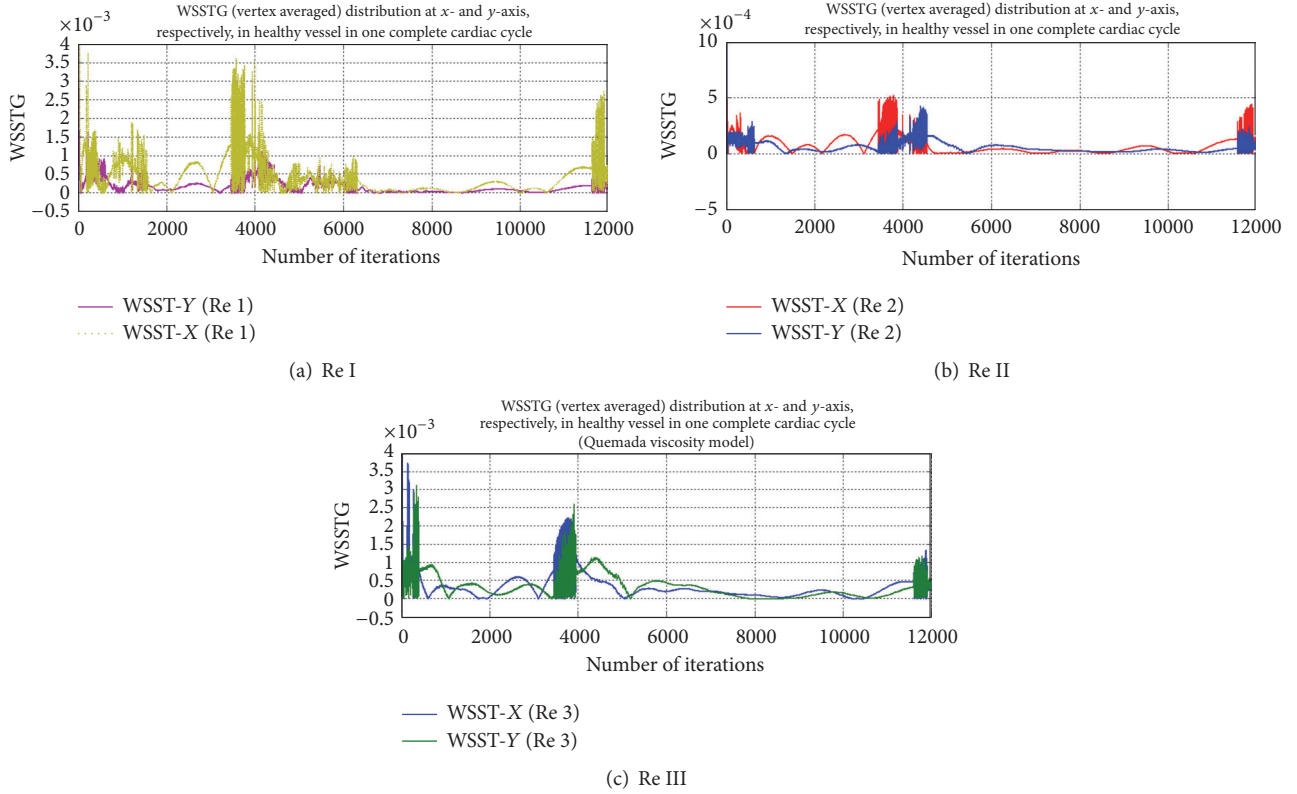 WSSTG (vertex averaged) distribution at x- and y-axis,
respectively, in healthy vessel in one complete cardiac cycle
×10−3
4
3.5
3
2.5
2
1.5
1
0.5
0
−0.5
WSSTG
0 2000 4000 6000 8000 10000 12000
Number of iterations
WSST-Y (Re 1)
WSST-X (Re 1)
(a) Re I
WSSTG (vertex averaged) distribution at x- and y-axis,
respectively, in healthy vessel in one complete cardiac cycle
×10−4
10
5
0
−5
WSSTG
0 2000 4000 6000 8000 10000 12000
Number of iterations
WSST-X (Re 2)
WSST-Y (Re 2)
(b) Re II
WSSTG (vertex averaged) distribution at x- and y-axis,
respectively, in healthy vessel in one complete cardiac cycle
(Quemada viscosity model)
×10−3
4
3.5
3
2.5
2
1.5
1
0.5
0
−0.5
WSSTG
0 2000 4000 6000 8000 10000 12000
Number of iterations
WSST-X (Re 3)
WSST-Y (Re 3)
(c) Re III